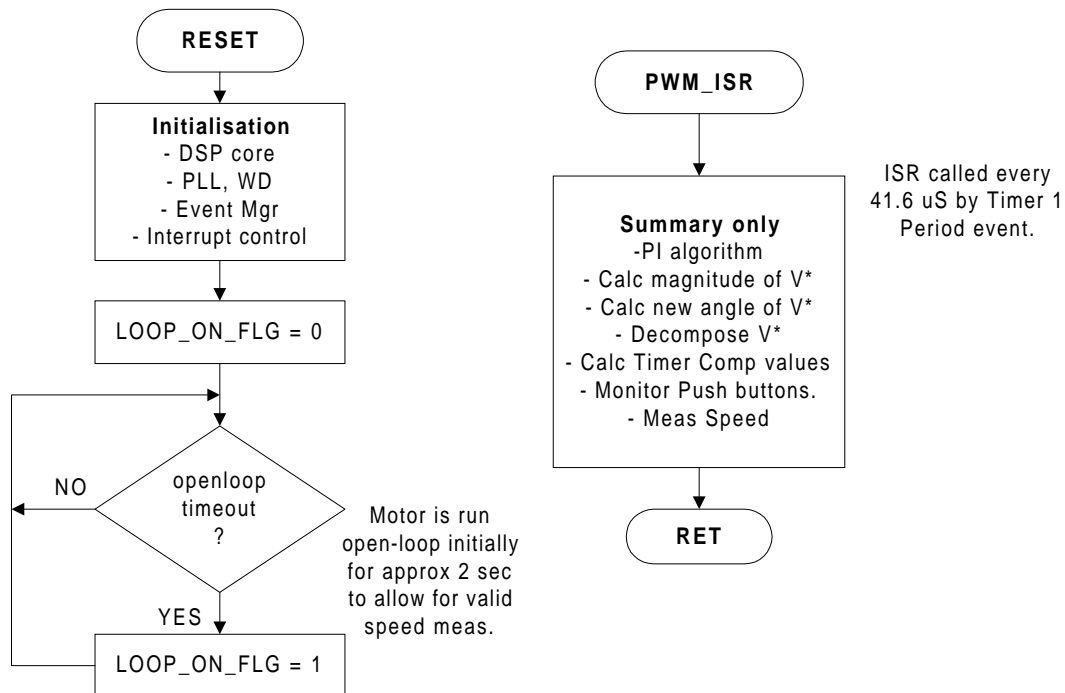 RESET
Initialisation
- DSP core
- PLL, WD
- Event Mgr
- Interrupt control
LOOP_ON_FLG = 0
NO
openloop
timeout
?
Motor is run
open-loop initially
for approx 2 sec
to allow for valid
speed meas.
YES
LOOP_ON_FLG = 1
PWM_ISR
ISR called every
41.6 uS by Timer 1
Period event.
Summary only
-PI algorithm
- Calc magnitude of V*
- Calc new angle of V*
- Decompose V*
- Calc Timer Comp values
- Monitor Push buttons.
- Meas Speed
RET